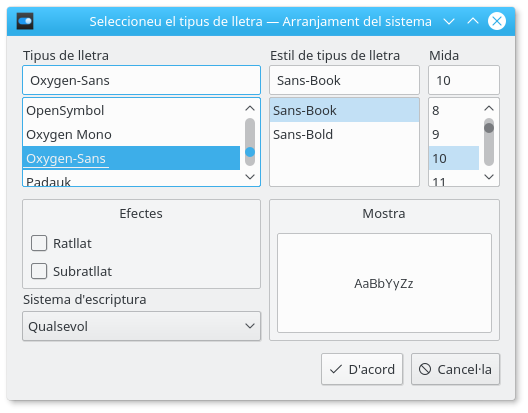 Seleccioneu el tipus de lletra — Arranjament del sistema
Tipus de lletra
Estil de tipus de lletra
Mida
Oxygen-Sans
Sans-Book
10
OpenSymbol
Oxygen Mono
Oxygen-Sans
Padauk
Sans-Book
Sans-Bold
8
9
10
11
Efectes
Ratllat
Subratllat
Sistema d'escriptura
Qualsevol
Mostra
AaBbYyZz
D'acord
Cancel·la